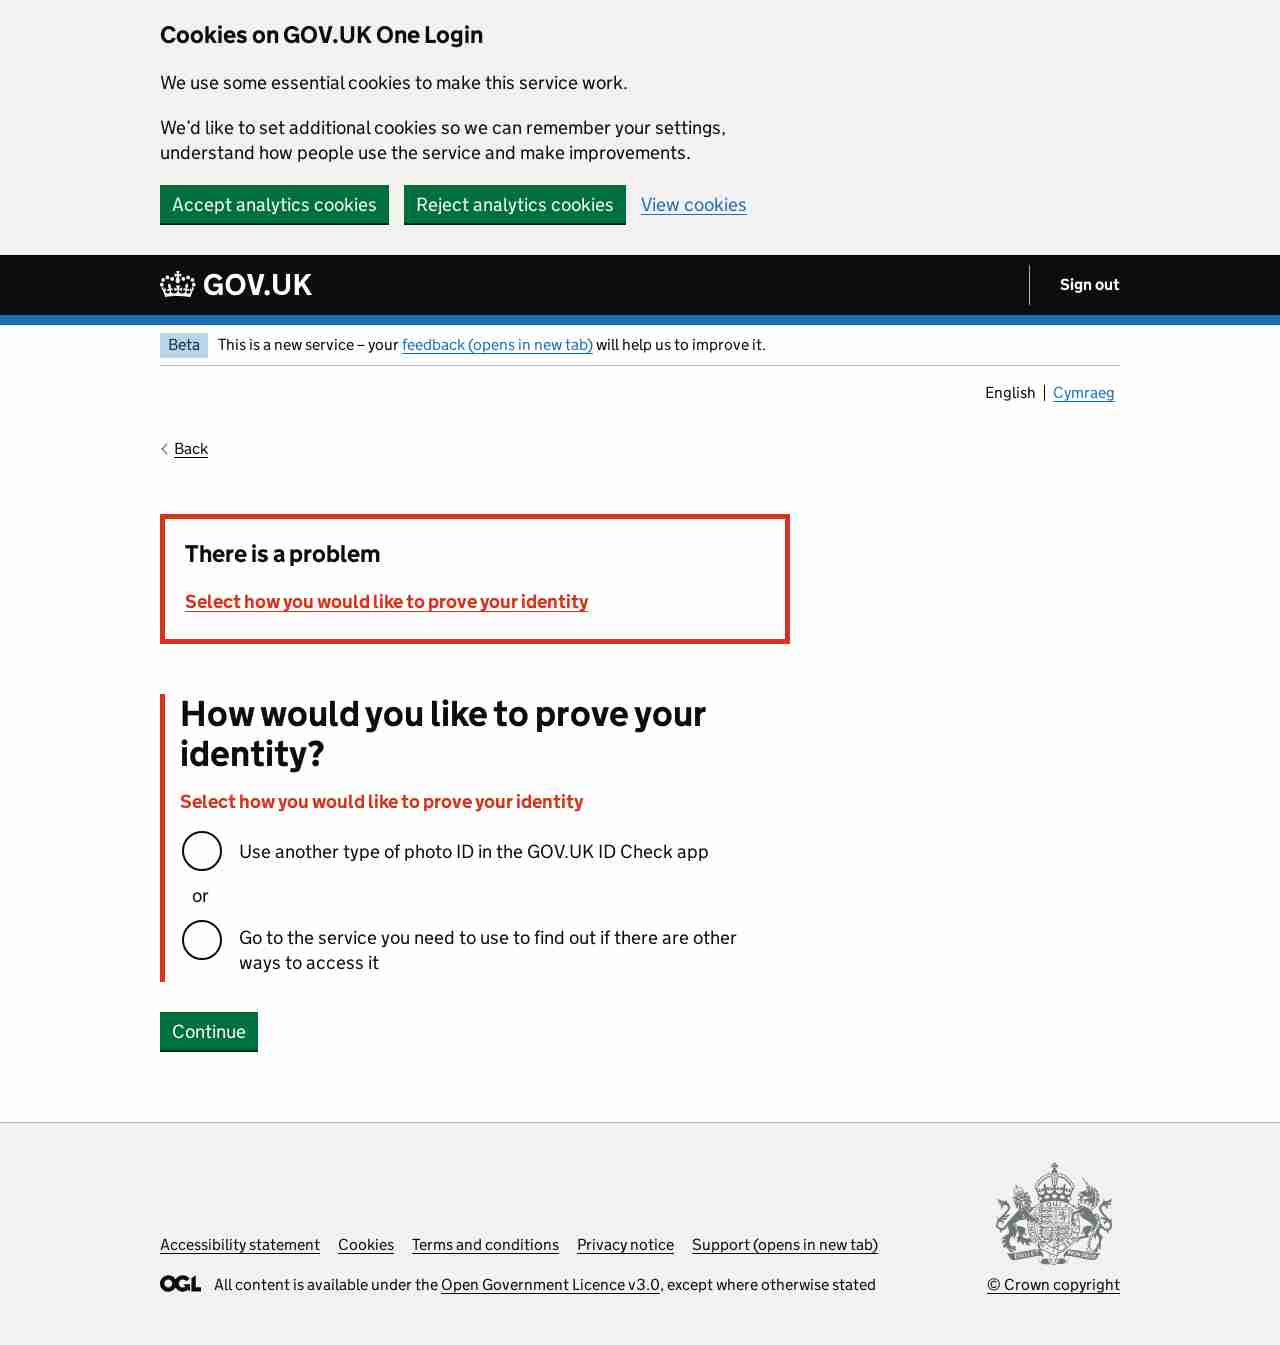 Cookies on GOV.UK One Login
We use some essential cookies to make this service work.
We’d like to set additional cookies so we can remember your settings,
understand how people use the service and make improvements.
Accept analytics cookies Reject analytics cookies View cookies
GOV.UK Sign out
Beta This is a new service – your feedback (opens in new tab) will help us to improve it.
English Cymraeg
Back
There is a problem
Select how you would like to prove your identity
How would you like to prove your
identity?
Select how you would like to prove your identity
Use another type of photo ID in the GOV.UK ID Check app
or
Go to the service you need to use to find out if there are other
ways to access it
Continue
Accessibility statement Cookies Terms and conditions Privacy notice Support (opens in new tab)
OGL All content is available under the Open Government Licence v3.0, except where otherwise stated
© Crown copyright